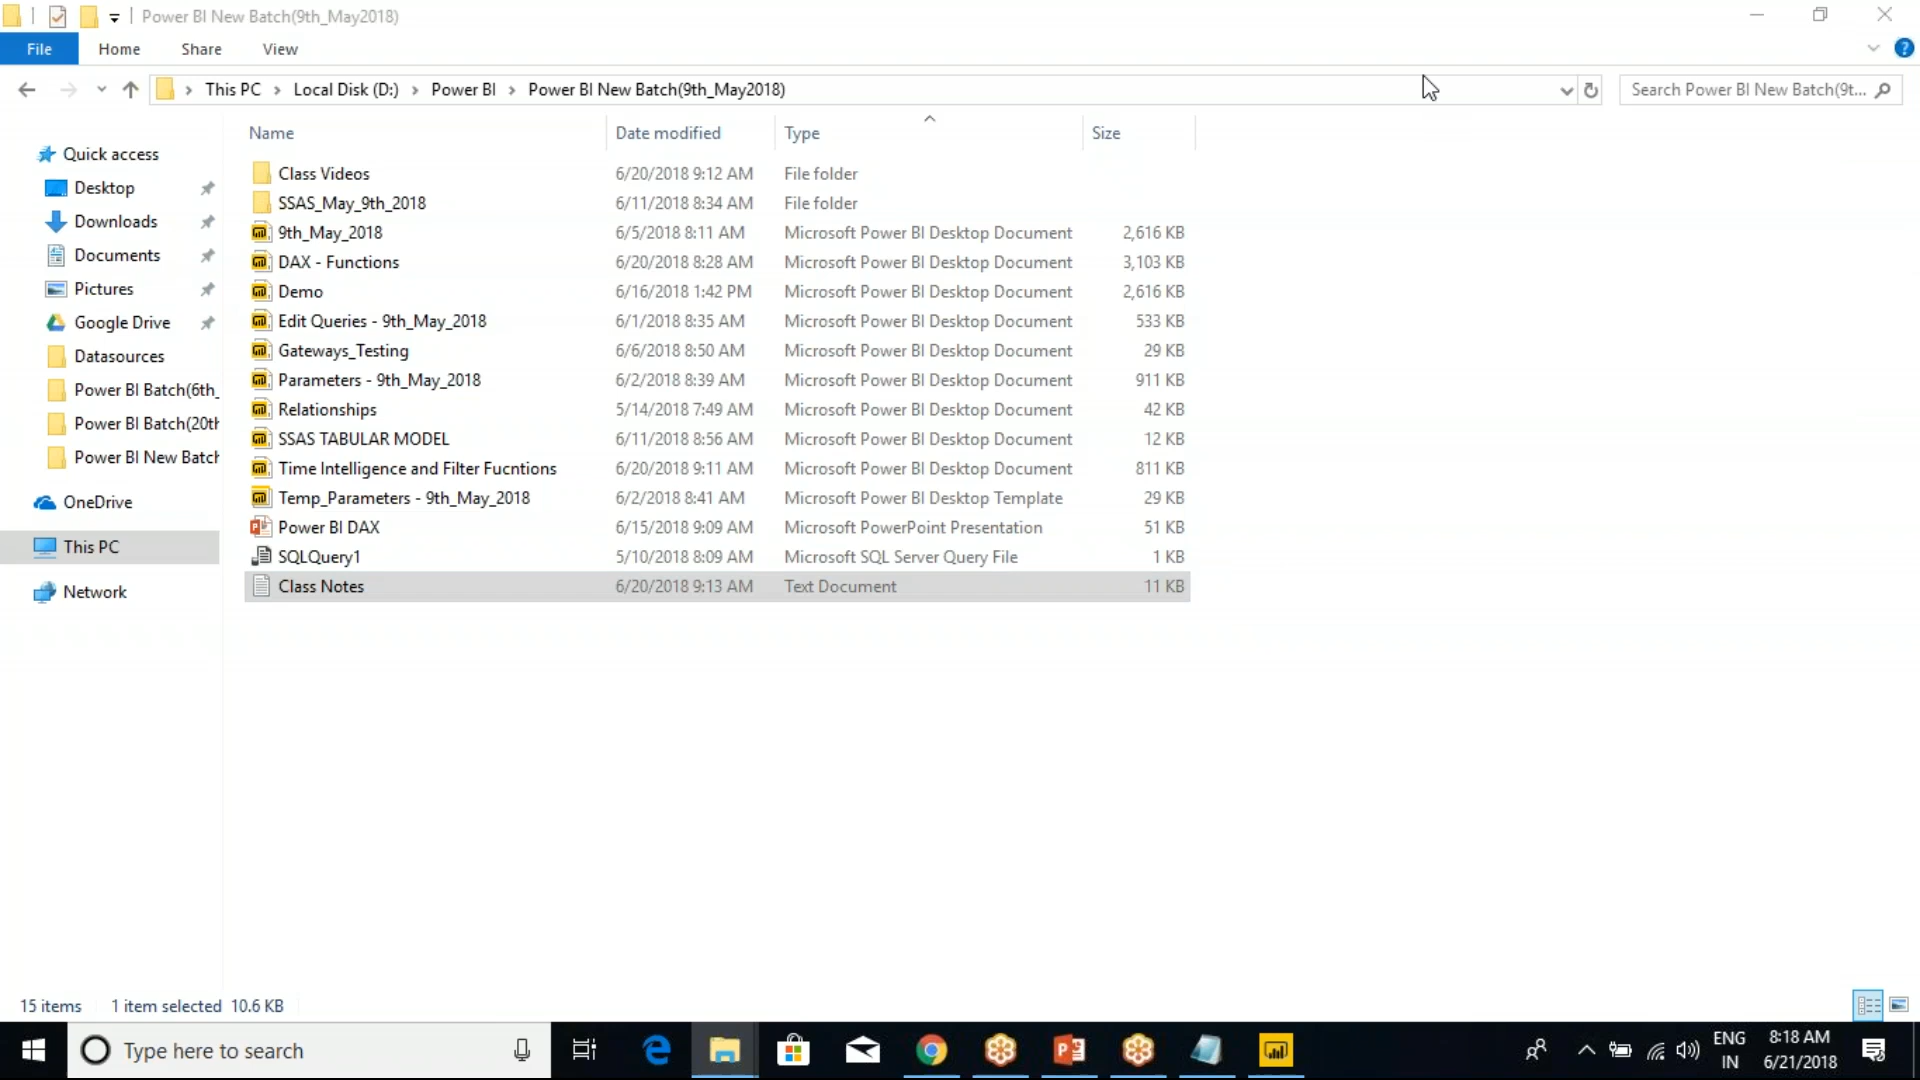 Power BI New Batch(9th_May2018)
File Home Share View
This PC Local Disk (D:) Power BI Power BI New Batch(9th_May2018)
Search Power BI New Batch(9t...
Name Date modified Type Size
Quick access
Desktop
Downloads
Documents
Pictures
Google Drive
Datasources
Power BI Batch(6th_
Power BI Batch(20th
Power BI New Batch
OneDrive
This PC
Network
Class Videos 6/20/2018 9:12 AM File folder
SSAS_May_9th_2018 6/11/2018 8:34 AM File folder
9th_May_2018 6/5/2018 8:11 AM Microsoft Power BI Desktop Document 2,616 KB
DAX - Functions 6/20/2018 8:28 AM Microsoft Power BI Desktop Document 3,103 KB
Demo 6/16/2018 1:42 PM Microsoft Power BI Desktop Document 2,616 KB
Edit Queries - 9th_May_2018 6/1/2018 8:35 AM Microsoft Power BI Desktop Document 533 KB
Gateways_Testing 6/6/2018 8:50 AM Microsoft Power BI Desktop Document 29 KB
Parameters - 9th_May_2018 6/2/2018 8:39 AM Microsoft Power BI Desktop Document 911 KB
Relationships 5/14/2018 7:49 AM Microsoft Power BI Desktop Document 42 KB
SSAS TABULAR MODEL 6/11/2018 8:56 AM Microsoft Power BI Desktop Document 12 KB
Time Intelligence and Filter Fucntions 6/20/2018 9:11 AM Microsoft Power BI Desktop Document 811 KB
Temp_Parameters - 9th_May_2018 6/2/2018 8:41 AM Microsoft Power BI Desktop Template 29 KB
Power BI DAX 6/15/2018 9:09 AM Microsoft PowerPoint Presentation 51 KB
SQLQuery1 5/10/2018 8:09 AM Microsoft SQL Server Query File 1 KB
Class Notes 6/20/2018 9:13 AM Text Document 11 KB
15 items 1 item selected 10.6 KB
Type here to search
ENG 8:18 AM
IN 6/21/2018